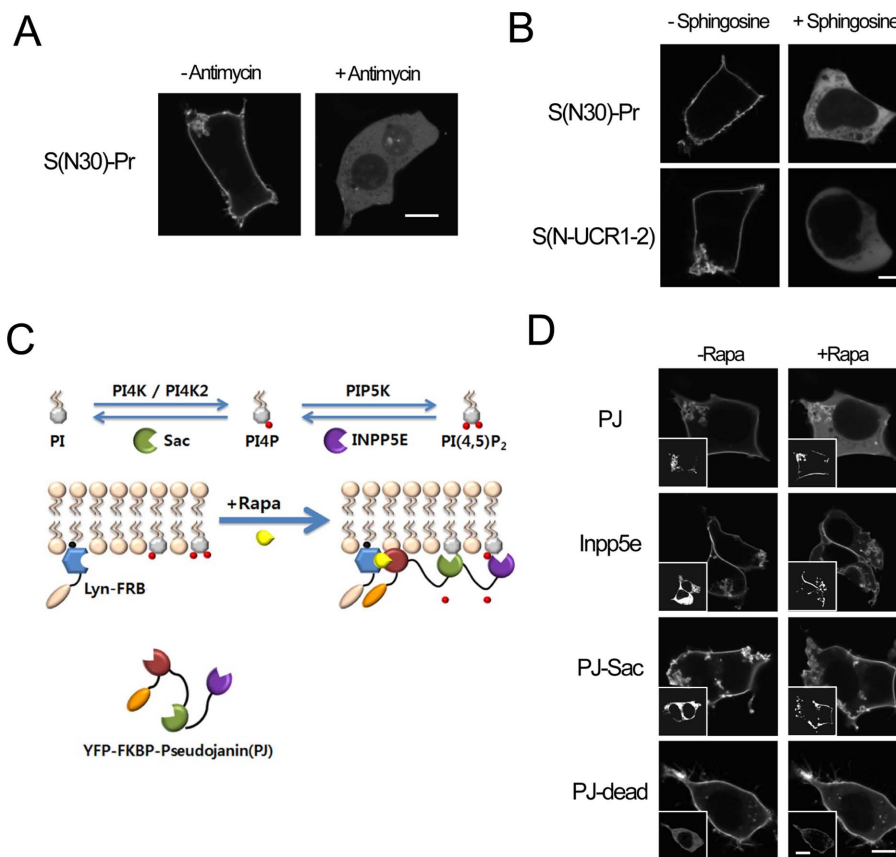 A
- Antimycin
+ Antimycin
S(N30)-Pr
B
- Sphingosine
+ Sphingosine
S(N30)-Pr
S(N-UCR1-2)
C
PI4K / PI4K2
PIP5K
PI
Sac
PI4P
INPP5E
PI(4,5)P₂
+Rapa
Lyn-FRB
YFP-FKBP-Pseudojanin(PJ)
D
-Rapa
+Rapa
PJ
Inpp5e
PJ-Sac
PJ-dead